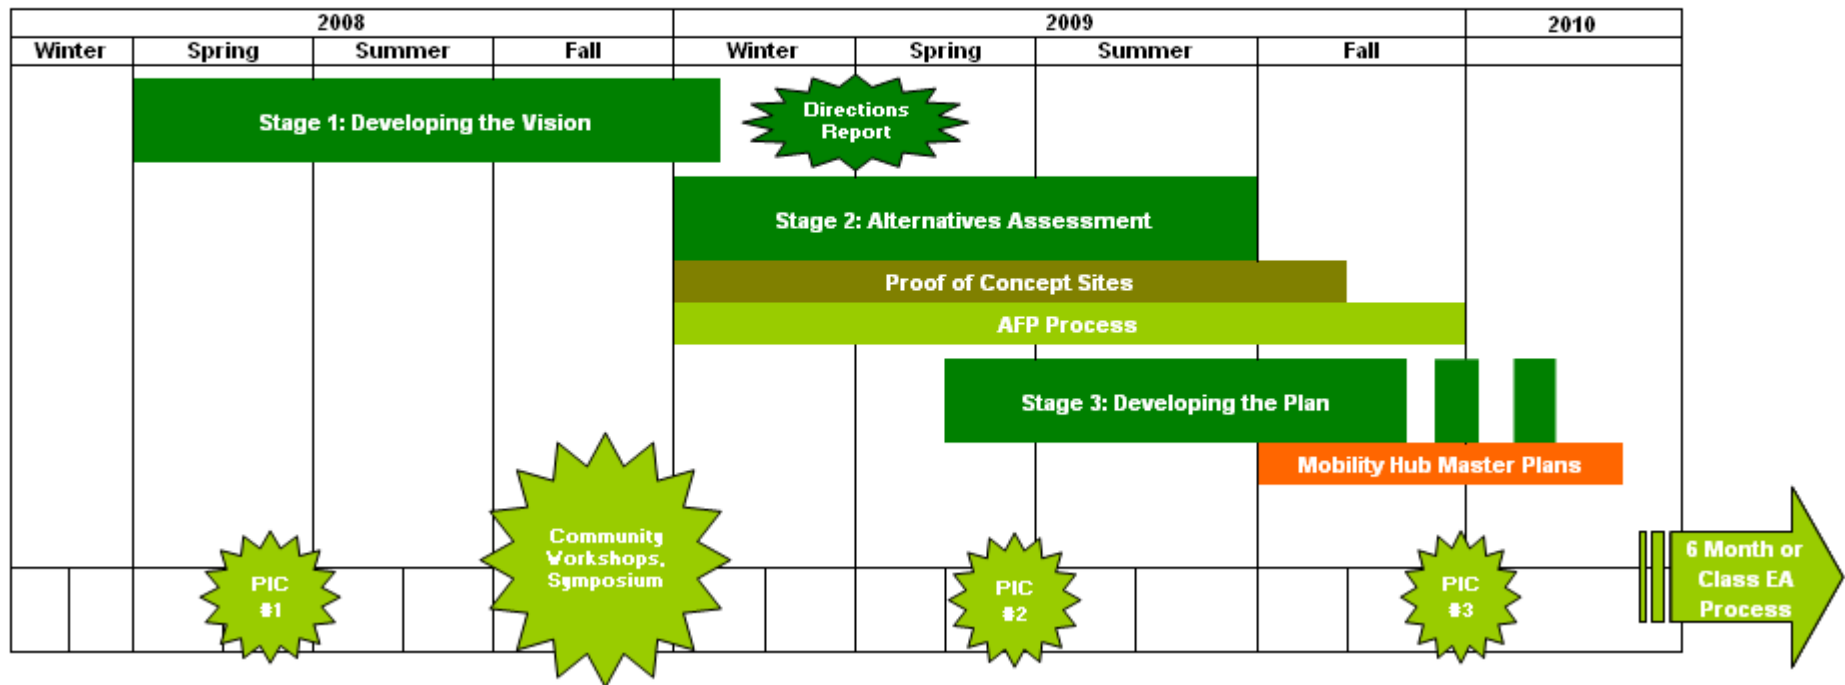 2008 2009 2010
Winter Spring Summer Fall Winter Spring Summer Fall
Stage 1: Developing the Vision
Directions
Report
Stage 2: Alternatives Assessment
Proof of Concept Sites
AFP Process
Stage 3: Developing the Plan
Mobility Hub Master Plans
Community
Workshops,
Symposium
PIC
#1
PIC
#2
PIC
#3
6 Month or
Class EA
Process